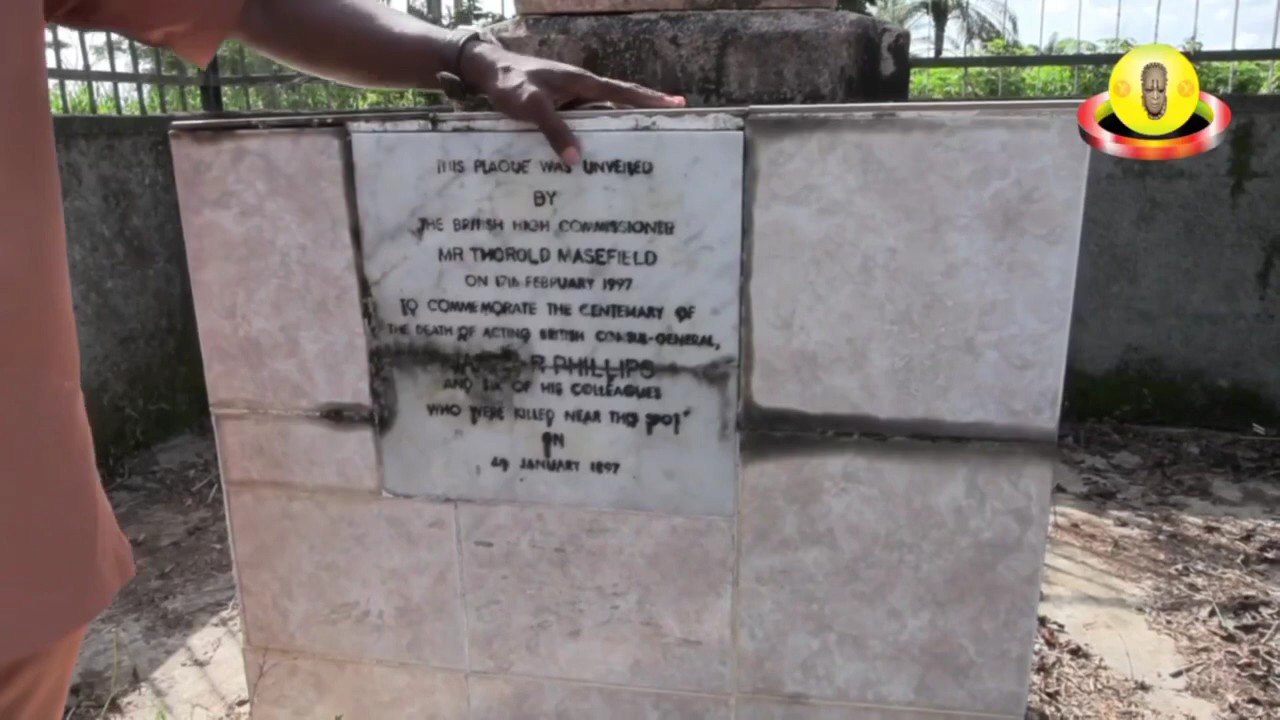 THIS PLAQUE WAS UNVEILED
BY
THE BRITISH HIGH COMMISSIONER
MR THOROLD MASEFIELD
ON 17th FEBRUARY 1997
TO COMMEMORATE THE CENTEMARY OF
THE DEATH OF ACTING BRITISH CONSUL-GENERAL,
R PHILLIPS
AND SIX OF HIS COLLEAGUES
WHO WERE KILLED NEAR THIS SPOT
ON
JANUARY 1897